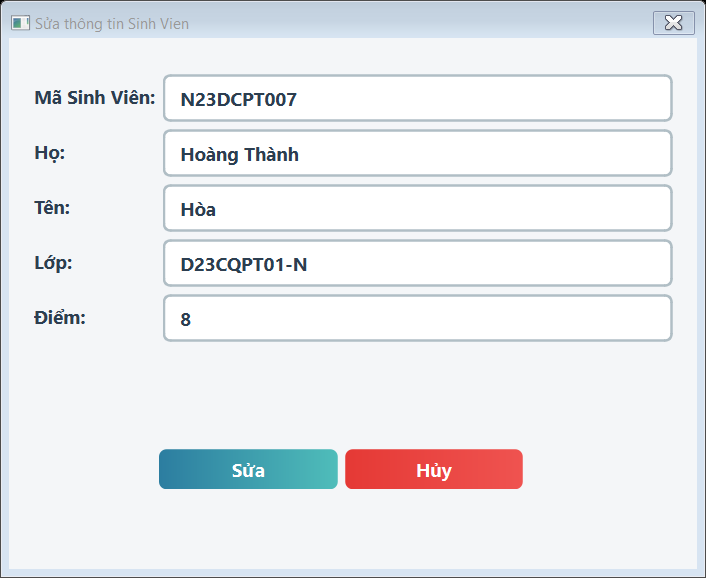 Sửa thông tin Sinh Vien
Mã Sinh Viên: N23DCPT007
Họ: Hoàng Thành
Tên: Hòa
Lớp: D23CQPT01-N
Điểm: 8
Sửa Hủy